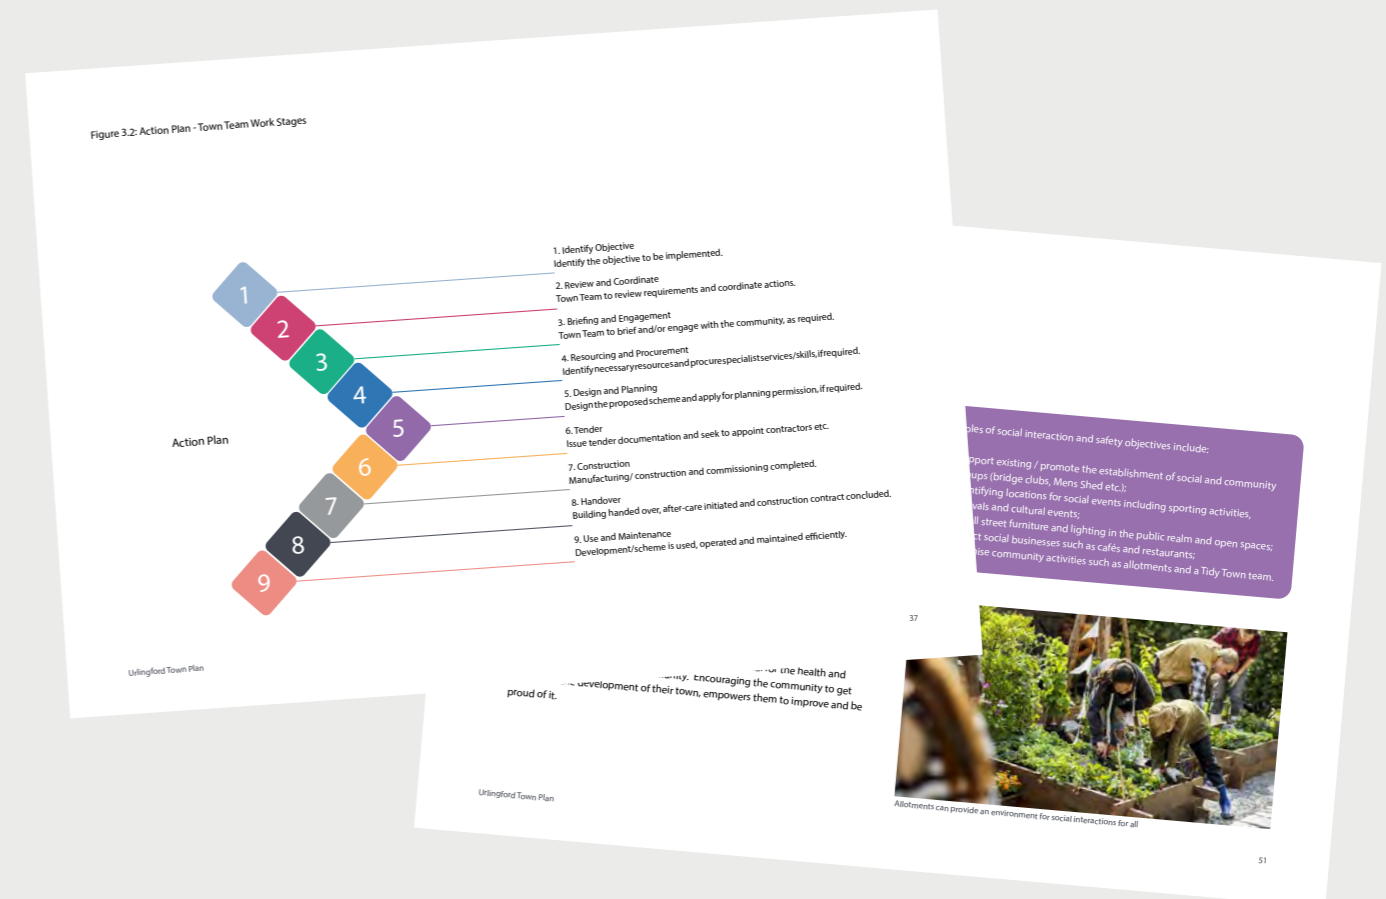 Figure 3.2: Action Plan - Town Team Work Stages
1. Identify Objective
Identify the objective to be implemented.
2. Review and Coordinate
Town Team to review requirements and coordinate actions.
3. Briefing and Engagement
Town Team to brief and/or engage with the community, as required.
4. Resourcing and Procurement
Identify necessary resources and procure specialist services/skills, if required.
5. Design and Planning
Design the proposed scheme and apply for planning permission, if required.
6. Tender
Issue tender documentation and seek to appoint contractors etc.
7. Construction
Manufacturing/ construction and commissioning completed.
8. Handover
Building handed over, after-care initiated and construction contract concluded.
9. Use and Maintenance
Development/scheme is used, operated and maintained efficiently.
1
2
3
4
5
6
7
8
9
Action Plan
Urlingford Town Plan
37
of social interaction and safety objectives include:
existing / promote the establishment of social and community
(bridge clubs, Mens Shed etc.);
locations for social events including sporting activities,
and cultural events;
street furniture and lighting in the public realm and open spaces;
social businesses such as cafés and restaurants;
community activities such as allotments and a Tidy Town team.
the health and
Encouraging the community to get
development of their town, empowers them to improve and be
proud of it.
Urlingford Town Plan
Allotments can provide an environment for social interactions for all
51